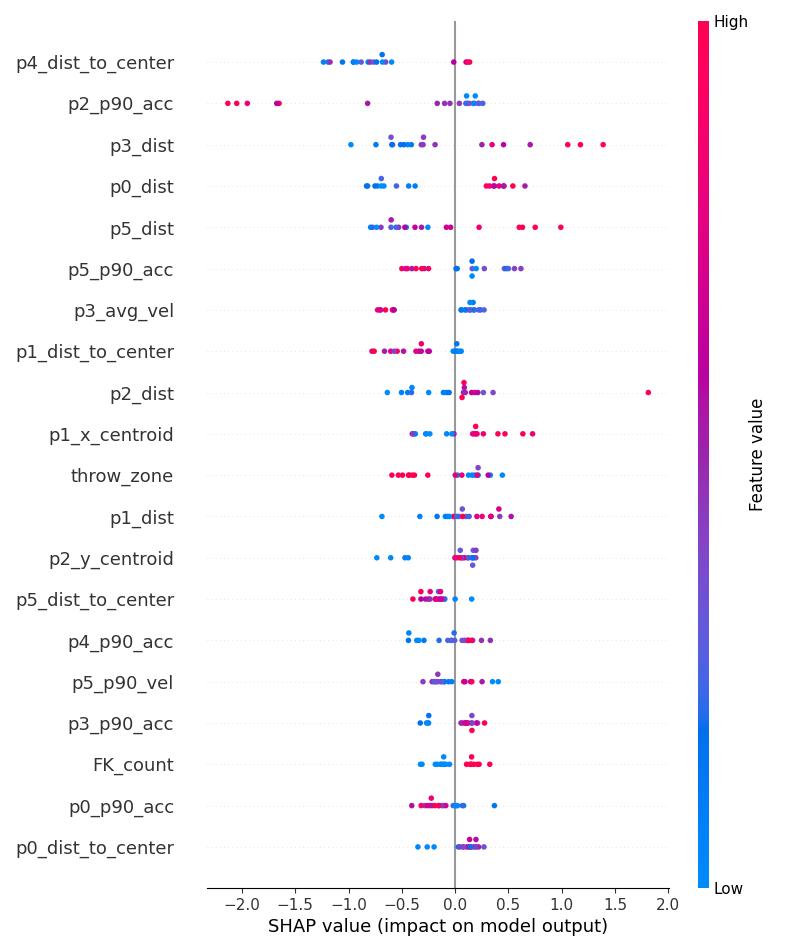 High
p4_dist_to_center
p2_p90_acc
p3_dist
p0_dist
p5_dist
p5_p90_acc
p3_avg_vel
p1_dist_to_center
p2_dist
p1_x_centroid
throw_zone
p1_dist
p2_y_centroid
p5_dist_to_center
p4_p90_acc
p5_p90_vel
p3_p90_acc
FK_count
p0_p90_acc
p0_dist_to_center
Feature value
Low
−2.0 −1.5 −1.0 −0.5 0.0 0.5 1.0 1.5 2.0
SHAP value (impact on model output)